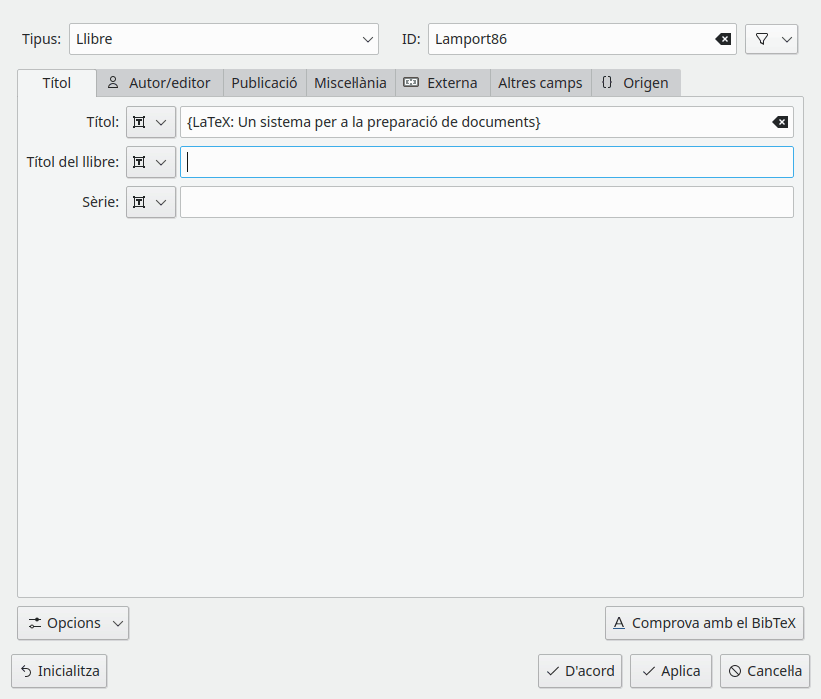 Tipus: Llibre ID: Lamport86
Títol Autor/editor Publicació Miscel·lània Externa Altres camps Origen
Títol: {LaTeX: Un sistema per a la preparació de documents}
Títol del llibre:
Sèrie:
Opcions Comprova amb el BibTeX
Inicialitza D'acord Aplica Cancel·la